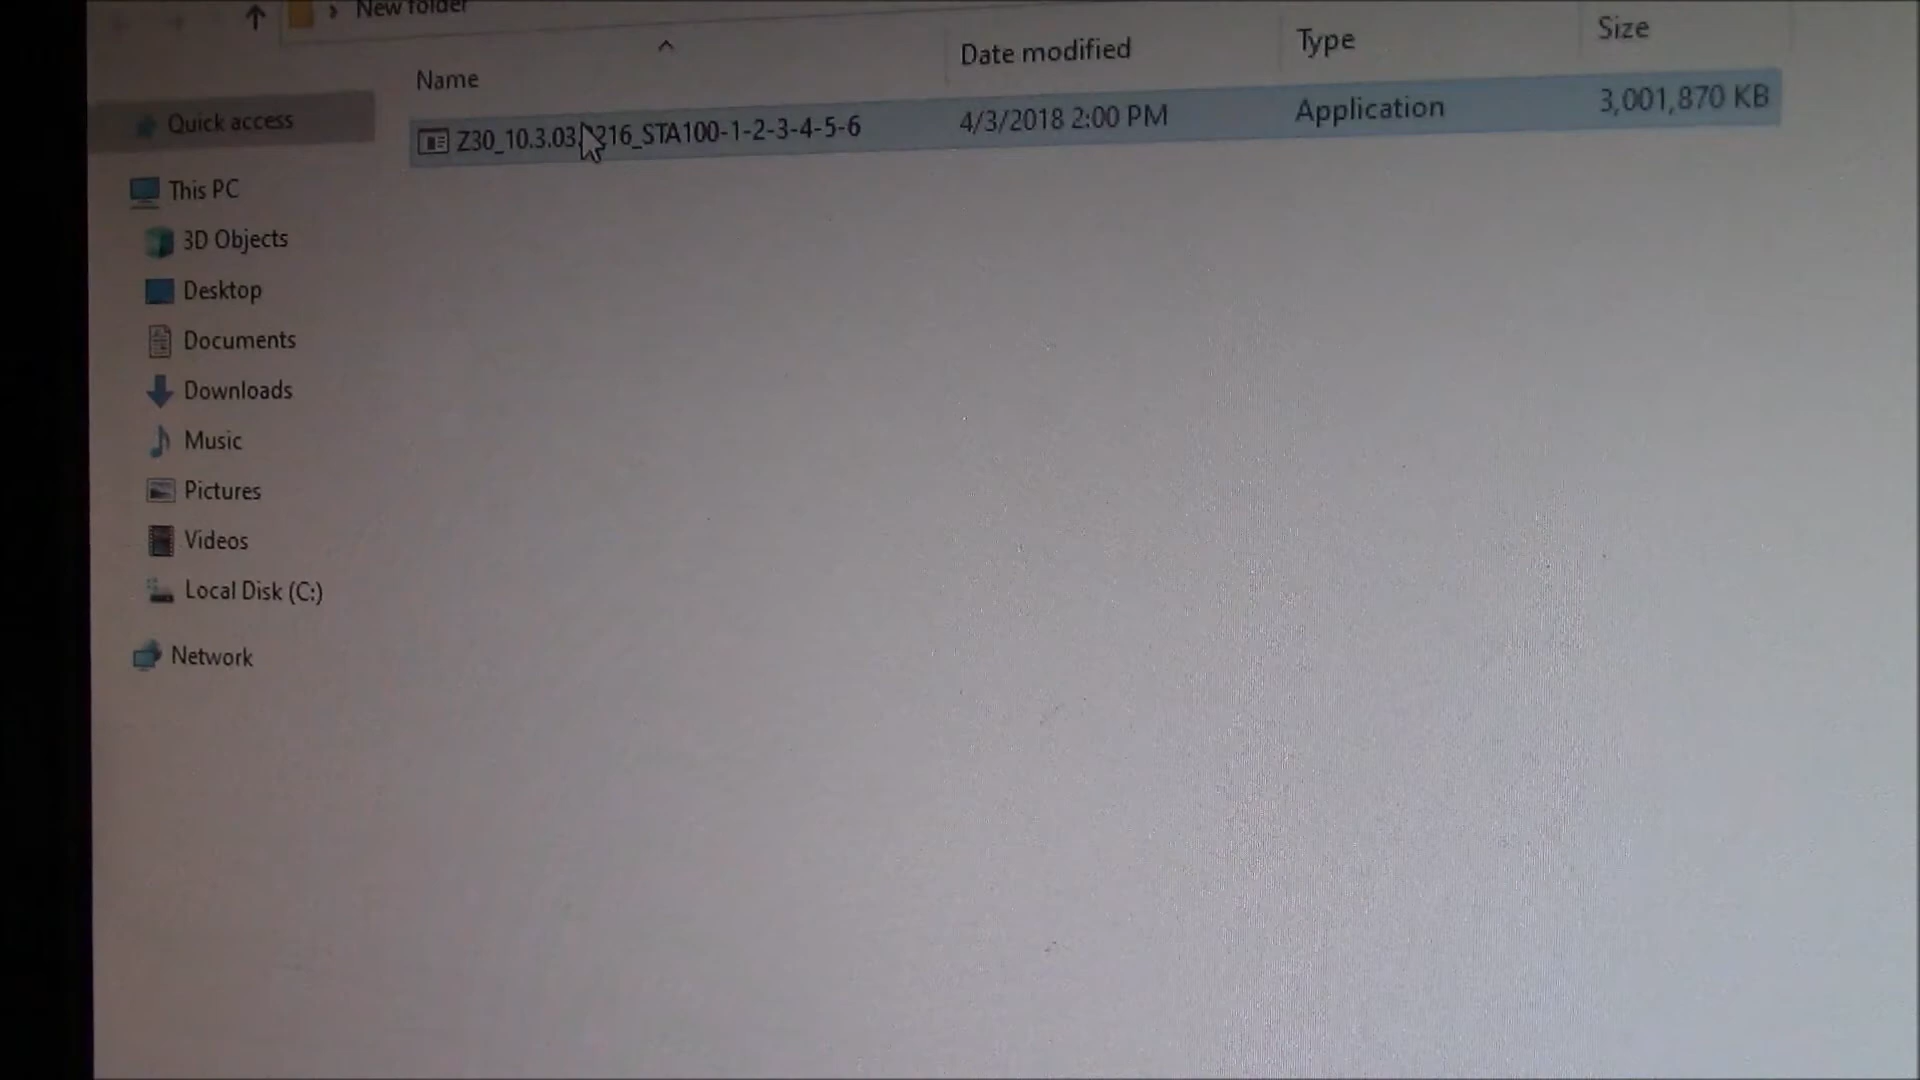 New folder
Name
Date modified
Type
Size
Z30_10.3.03 216_STA100-1-2-3-4-5-6
4/3/2018 2:00 PM
Application
3,001,870 KB
Quick access
This PC
3D Objects
Desktop
Documents
Downloads
Music
Pictures
Videos
Local Disk (C:)
Network